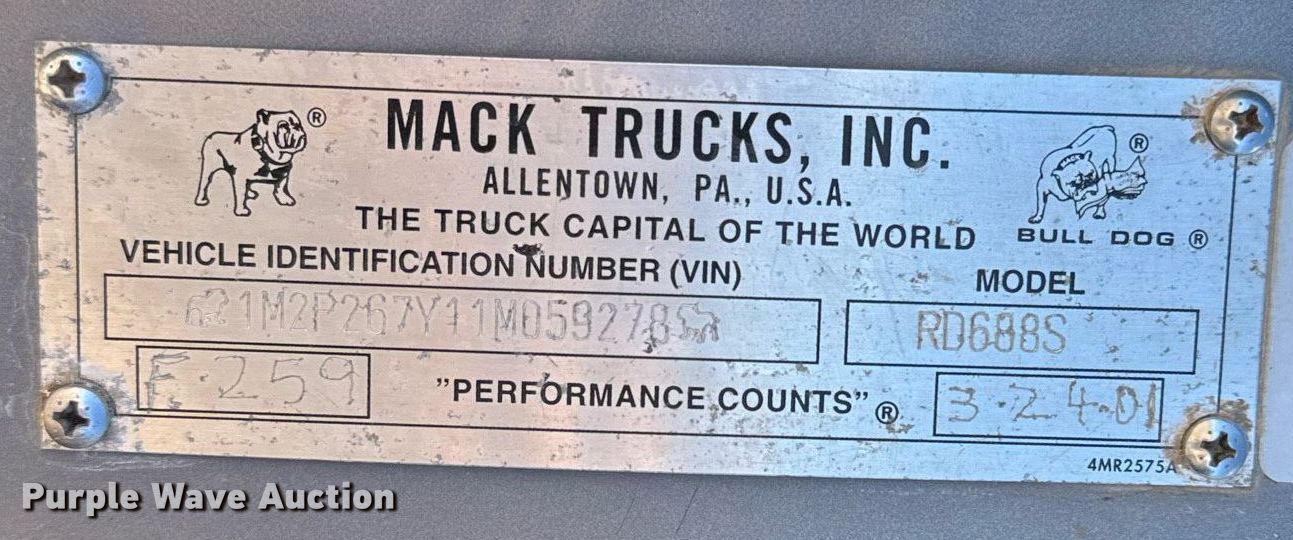 MACK TRUCKS, INC.
ALLENTOWN, PA., U.S.A.
THE TRUCK CAPITAL OF THE WORLD
BULL DOG ®
VEHICLE IDENTIFICATION NUMBER (VIN)
MODEL
1M2P267Y11M059278
RD688S
F.259
"PERFORMANCE COUNTS"®
3-24-01
4MR2575A
Purple Wave Auction